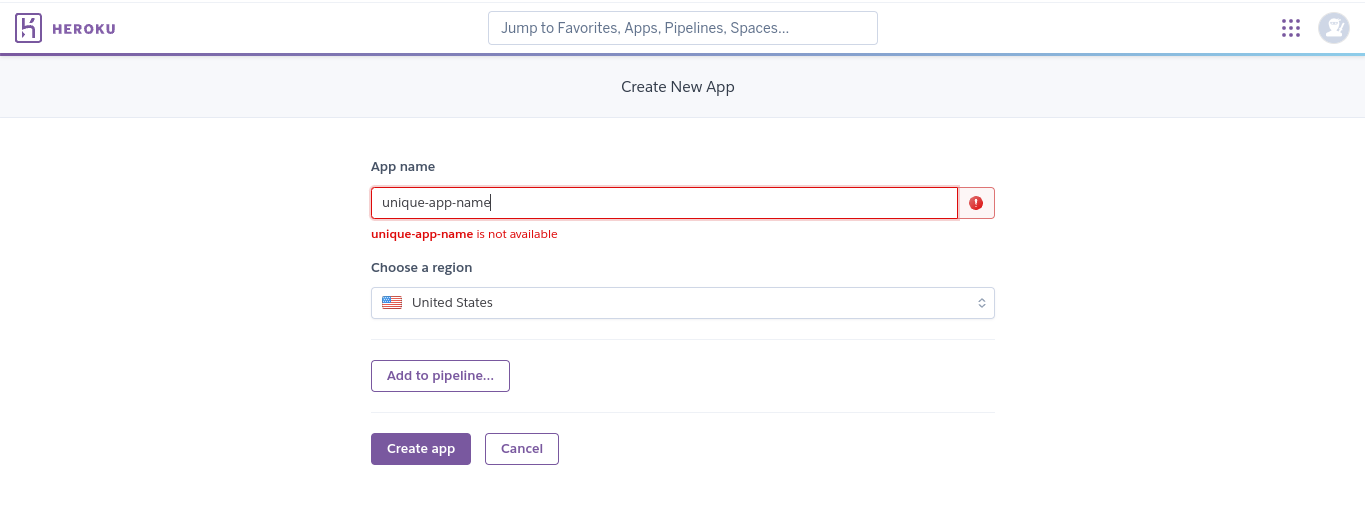 HEROKU
Jump to Favorites, Apps, Pipelines, Spaces...
Create New App
App name
unique-app-name
unique-app-name is not available
Choose a region
United States
Add to pipeline...
Create app
Cancel